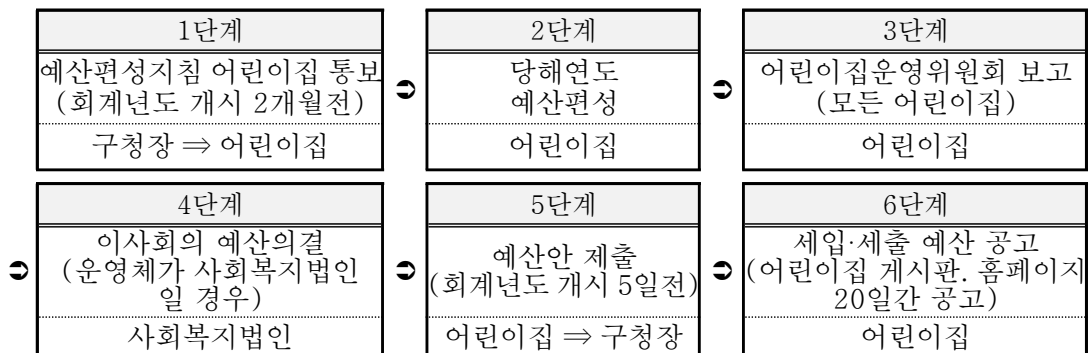 1단계
예산편성지침 어린이집 통보
(회계년도 개시 2개월전)
구청장 ⇒ 어린이집
➲
2단계
당해연도
예산편성
어린이집
➲
3단계
어린이집운영위원회 보고
(모든 어린이집)
어린이집
➲
4단계
이사회의 예산의결
(운영체가 사회복지법인
일 경우)
사회복지법인
➲
5단계
예산안 제출
(회계년도 개시 5일전)
어린이집 ⇒ 구청장
➲
6단계
세입·세출 예산 공고
(어린이집 게시판. 홈페이지
20일간 공고)
어린이집